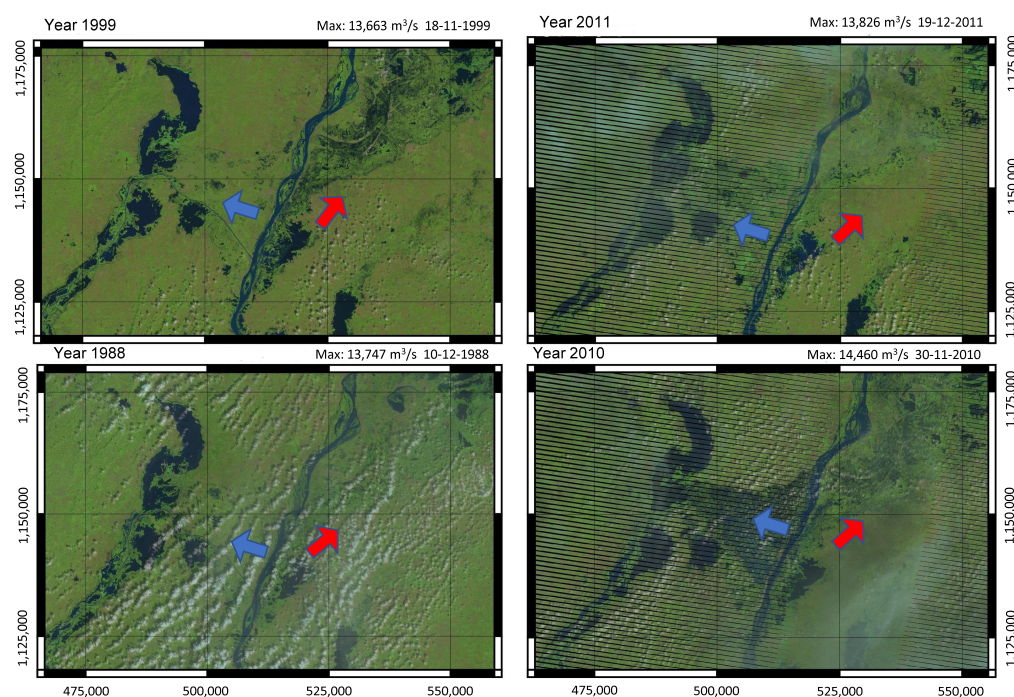 Year 1999
Max: 13,663 m³/s 18-11-1999
Year 2011
Max: 13,826 m³/s 19-12-2011
1,175,000
1,150,000
1,125,000
1,175,000
1,150,000
1,125,000
Year 1988
Max: 13,747 m³/s 10-12-1988
Year 2010
Max: 14,460 m³/s 30-11-2010
1,175,000
1,150,000
1,125,000
1,175,000
1,150,000
1,125,000
475,000 500,000 525,000 550,000
475,000 500,000 525,000 550,000